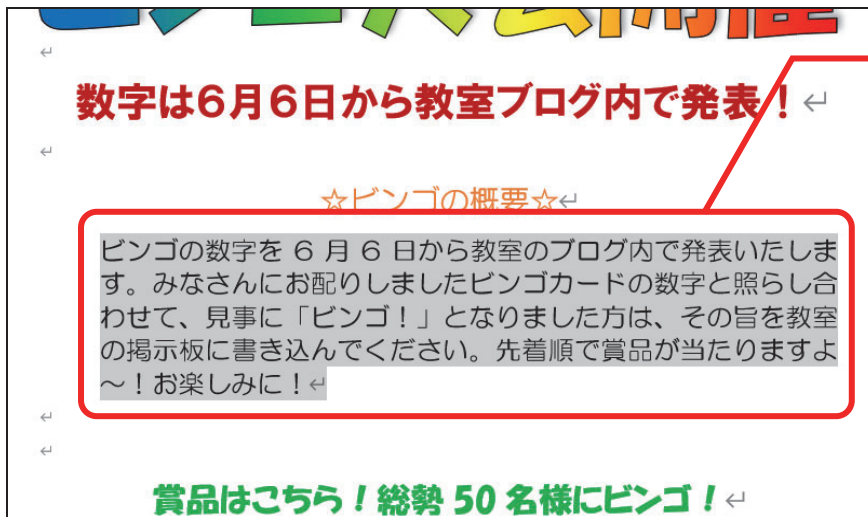 数字は6月6日から教室ブログ内で発表！
☆ビンゴの概要☆
ビンゴの数字を 6 月 6 日から教室のブログ内で発表いたしま
す。みなさんにお配りしましたビンゴカードの数字と照らし合
わせて、見事に「ビンゴ！」となりました方は、その旨を教室
の掲示板に書き込んでください。先着順で賞品が当たりますよ
～！お楽しみに！
賞品はこちら！総勢 50 名様にビンゴ！